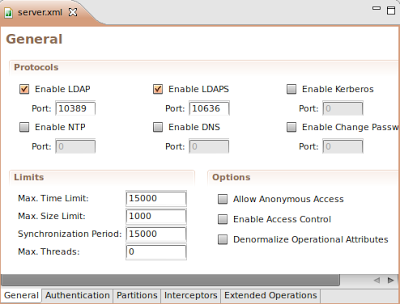 server.xml
General
Protocols
Enable LDAP Enable LDAPS Enable Kerberos
Port: 10389 Port: 10636 Port: 0
Enable NTP Enable DNS Enable Change Passw
Port: 0 Port: 0 Port: 0
Limits Options
Max. Time Limit: 15000 Allow Anonymous Access
Max. Size Limit: 1000 Enable Access Control
Synchronization Period: 15000 Denormalize Operational Attributes
Max. Threads: 0
General Authentication Partitions Interceptors Extended Operations